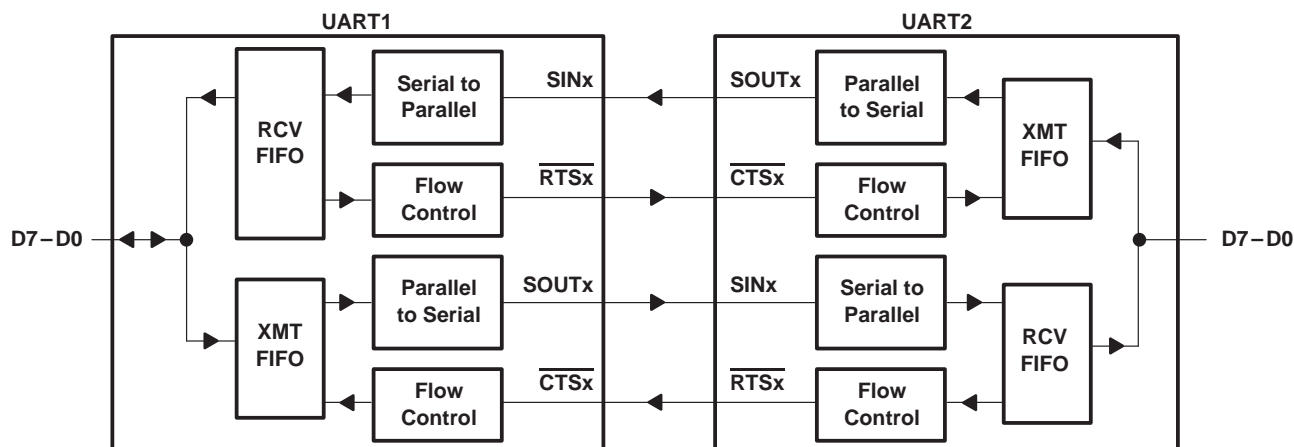 UART1
UART2
Serial to
Parallel
SINx
SOUTx
Parallel
to Serial
RCV
FIFO
XMT
FIFO
Flow
Control
RTSx
CTSx
Flow
Control
D7–D0
D7–D0
Parallel
to Serial
SOUTx
SINx
Serial to
Parallel
XMT
FIFO
RCV
FIFO
Flow
Control
CTSx
RTSx
Flow
Control